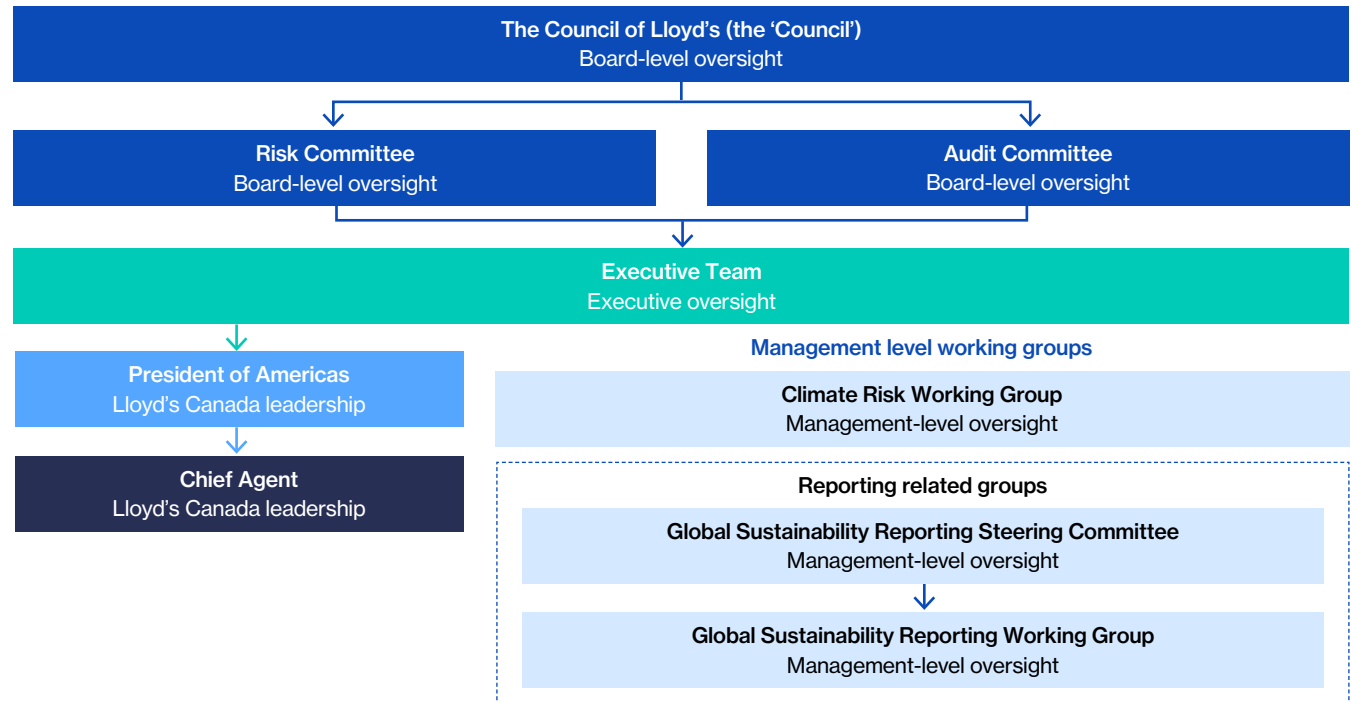 The Council of Lloyd’s (the ‘Council’)
Board-level oversight
Risk Committee
Board-level oversight
Audit Committee
Board-level oversight
Executive Team
Executive oversight
President of Americas
Lloyd’s Canada leadership
Chief Agent
Lloyd’s Canada leadership
Management level working groups
Climate Risk Working Group
Management-level oversight
Reporting related groups
Global Sustainability Reporting Steering Committee
Management-level oversight
Global Sustainability Reporting Working Group
Management-level oversight